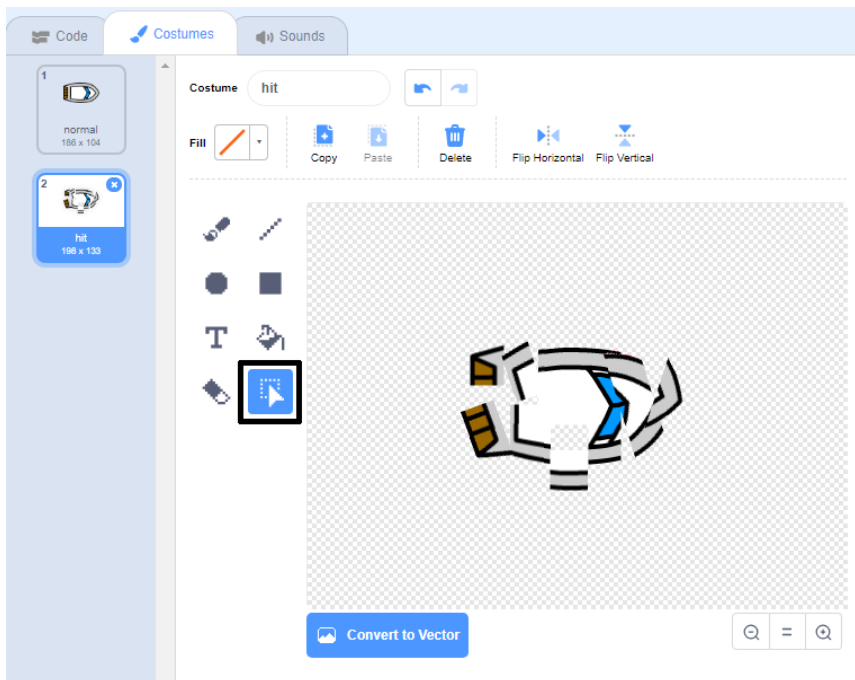 Code
Costumes
Sounds
1
normal
186 x 104
2
hit
198 x 133
Costume
hit
Fill
Copy
Paste
Delete
Flip Horizontal
Flip Vertical
T
Convert to Vector